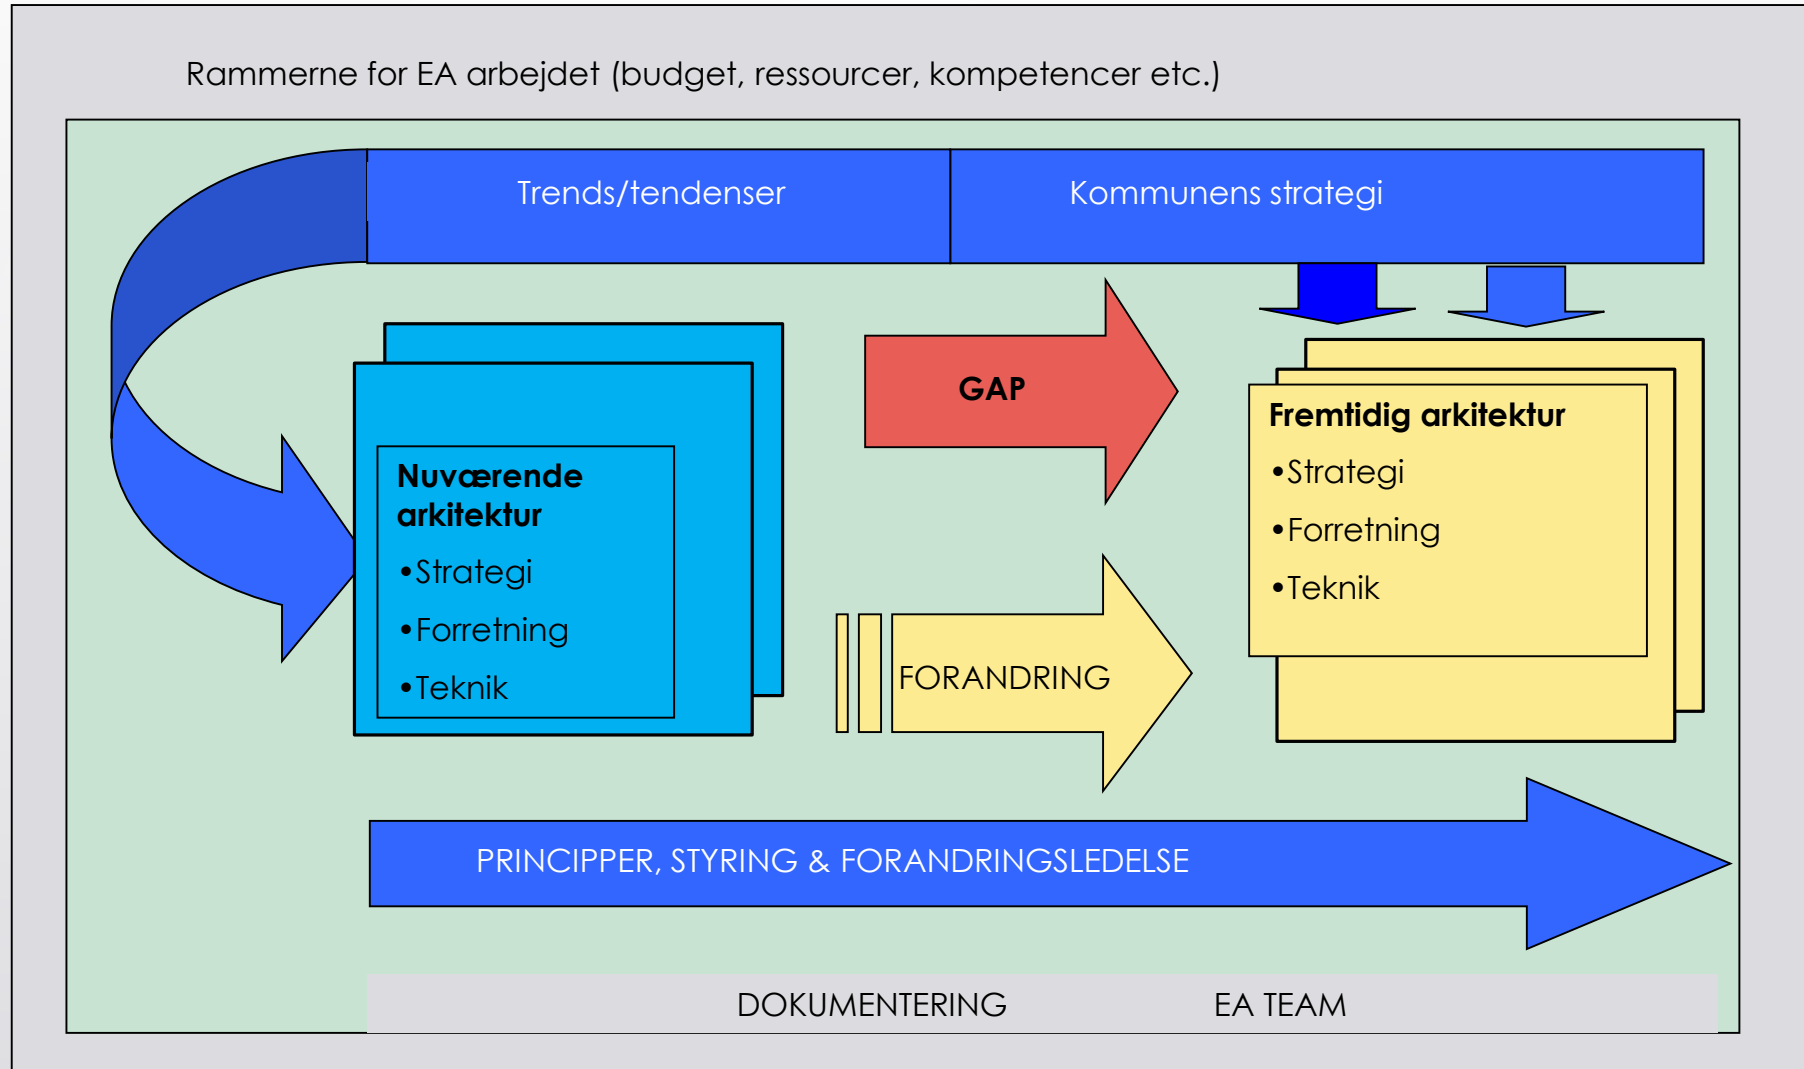 Rammerne for EA arbejdet (budget, ressourcer, kompetencer etc.)
Trends/tendenser
Kommunens strategi
GAP
Nuværende
arkitektur
•Strategi
•Forretning
•Teknik
Fremtidig arkitektur
•Strategi
•Forretning
•Teknik
FORANDRING
PRINCIPPER, STYRING & FORANDRINGSLEDELSE
DOKUMENTERING
EA TEAM